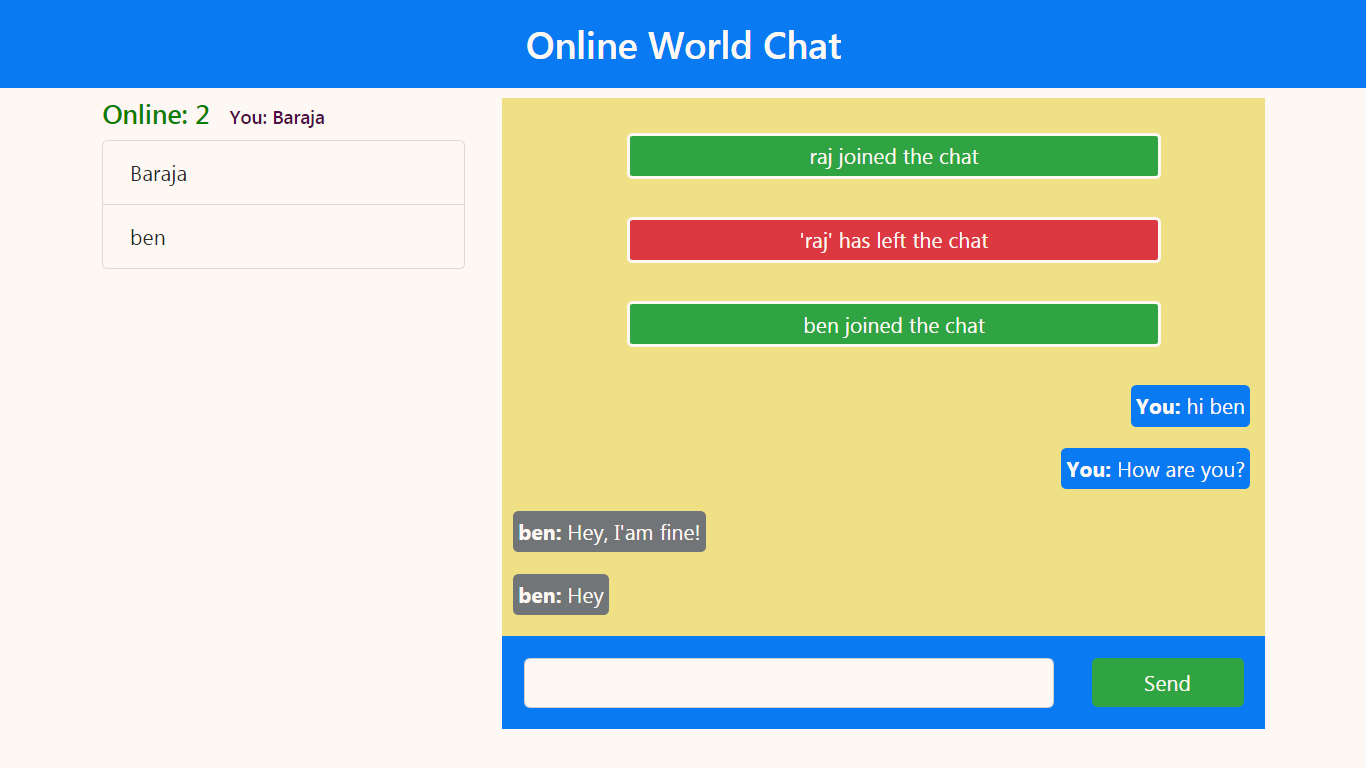 Online World Chat
Online: 2 You: Baraja
Baraja
ben
raj joined the chat
'raj' has left the chat
ben joined the chat
You: hi ben
You: How are you?
ben: Hey, I'am fine!
ben: Hey
Send